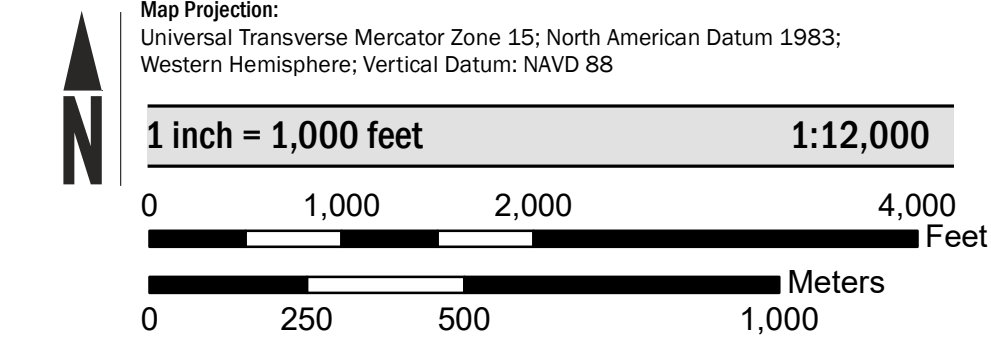 Map Projection:
Universal Transverse Mercator Zone 15; North American Datum 1983;
Western Hemisphere; Vertical Datum: NAVD 88
N
1 inch = 1,000 feet 1:12,000
0 1,000 2,000 4,000
Feet
Meters
0 250 500 1,000